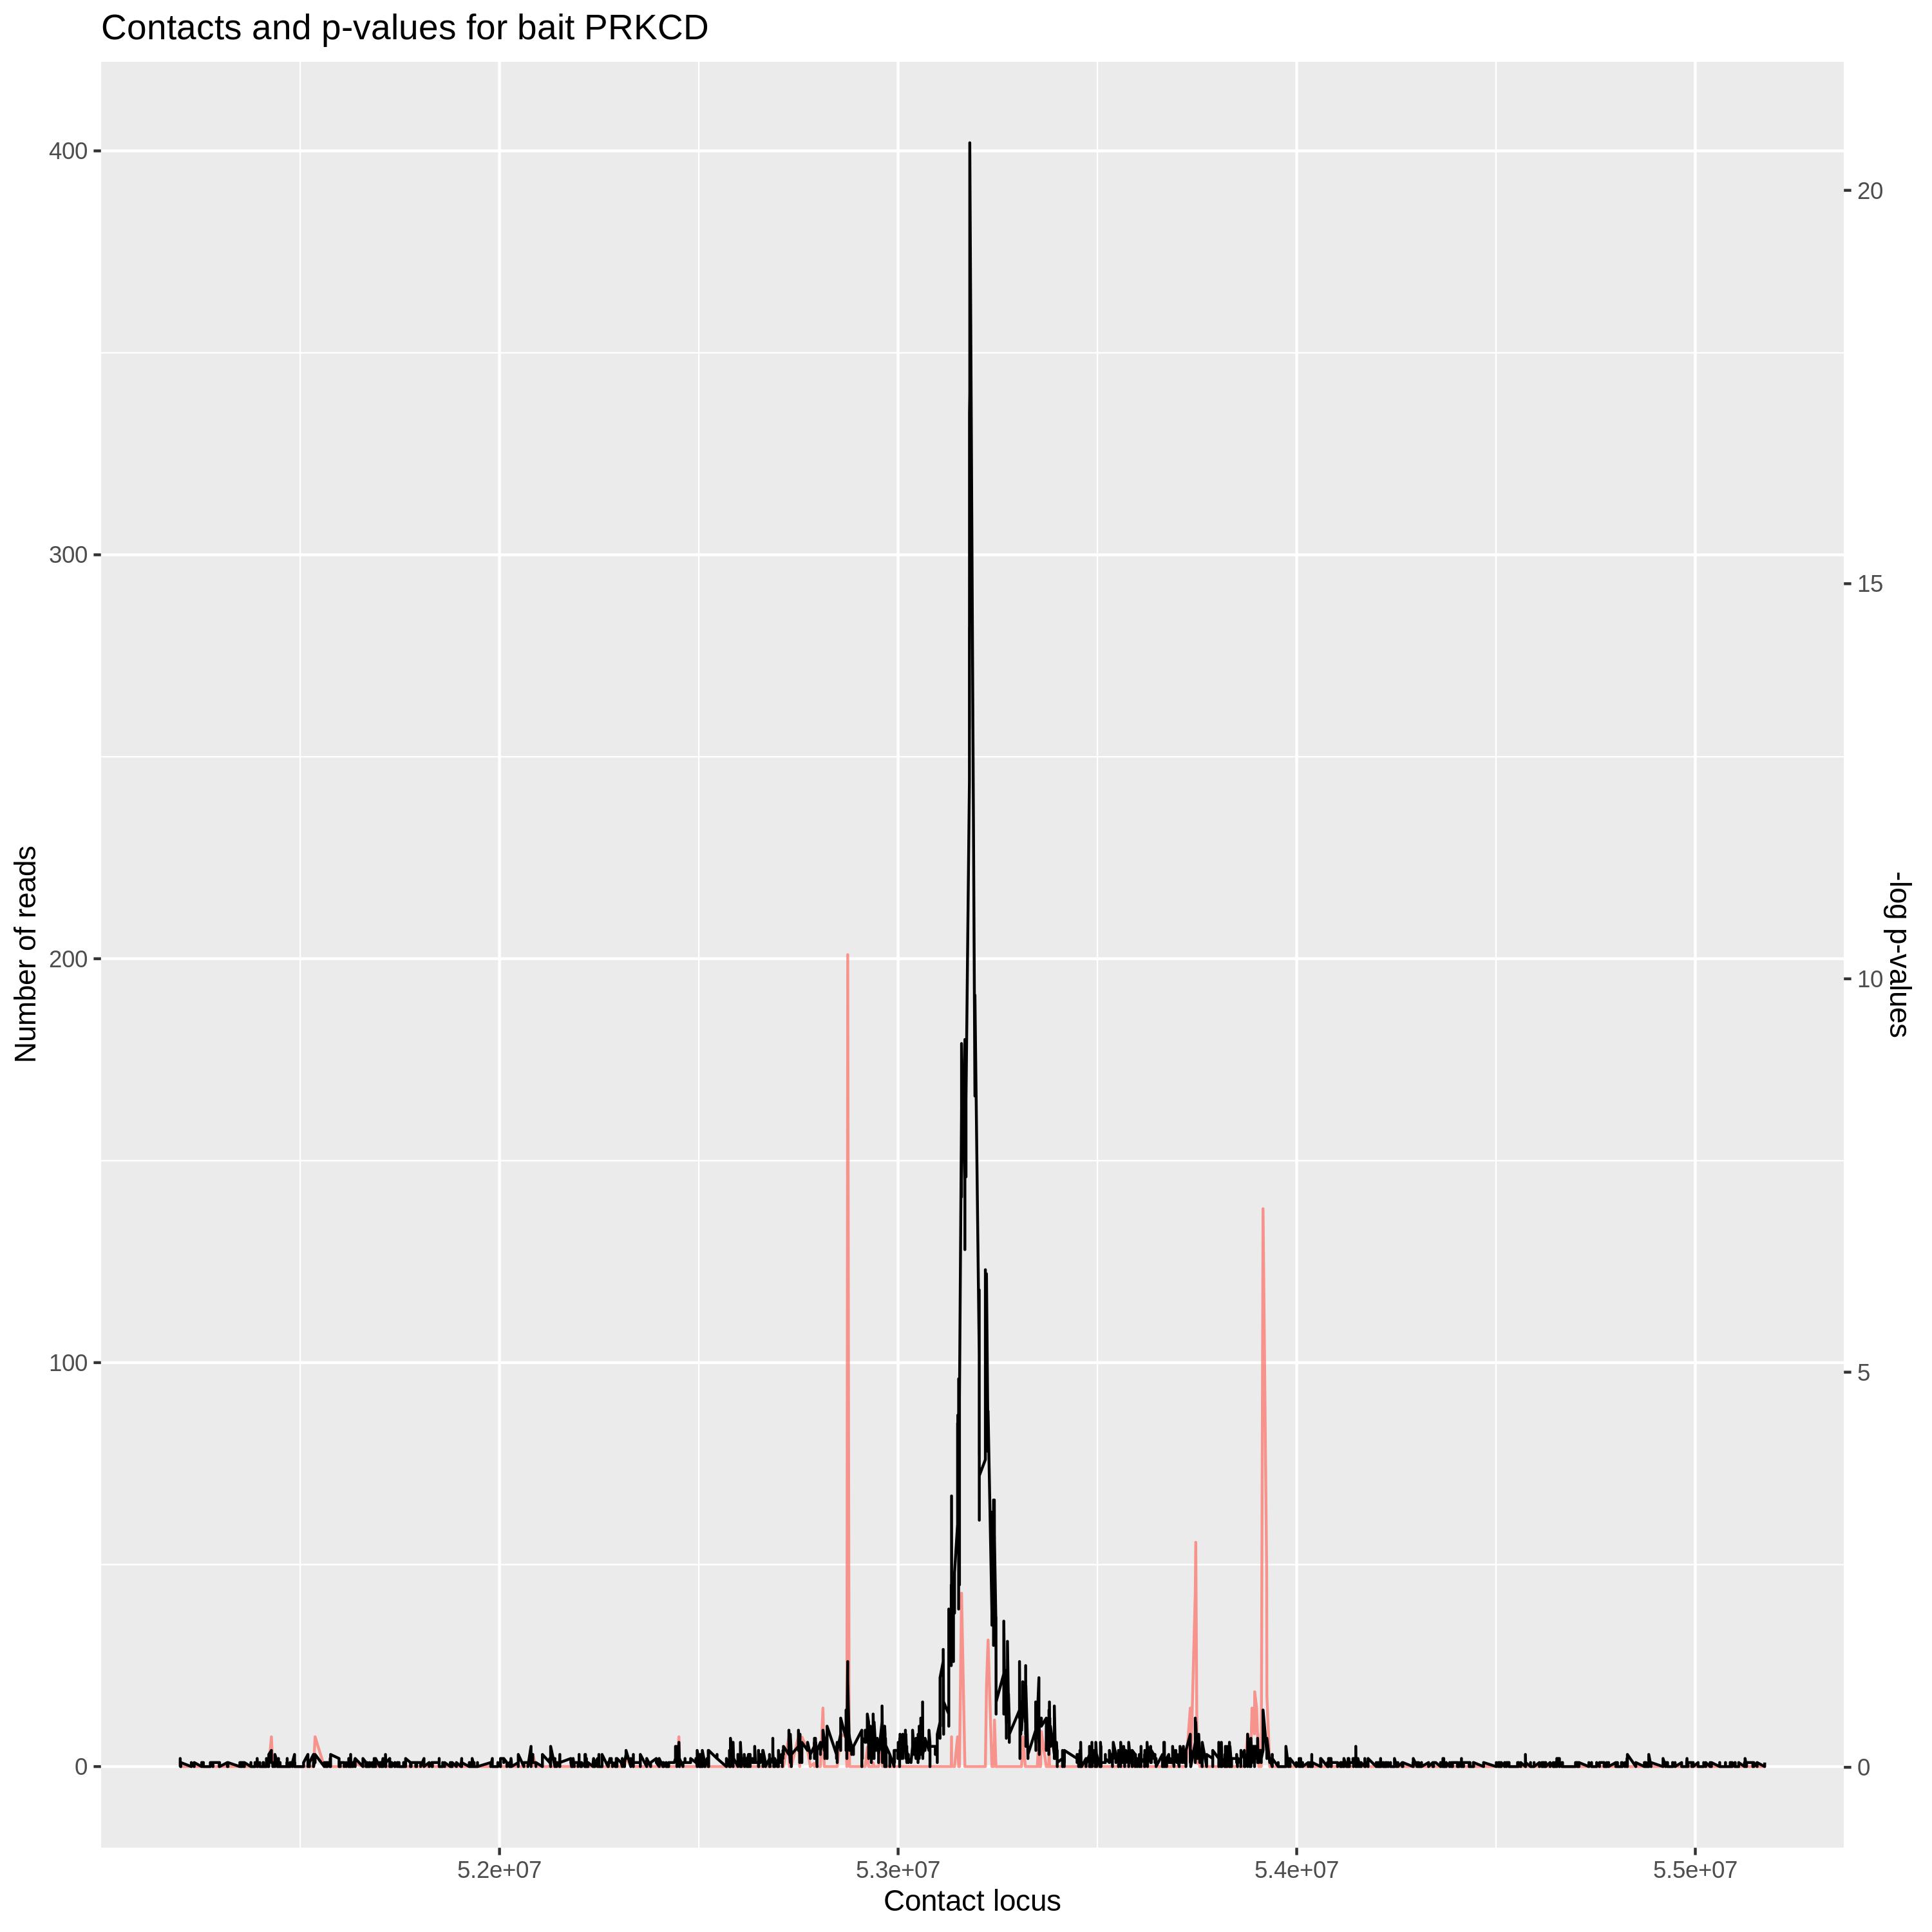 Contacts and p-values for bait PRKCD
400
300
200
100
0
Number of reads
20
15
10
5
0
-log p-values
5.2e+07
5.3e+07
5.4e+07
5.5e+07
Contact locus